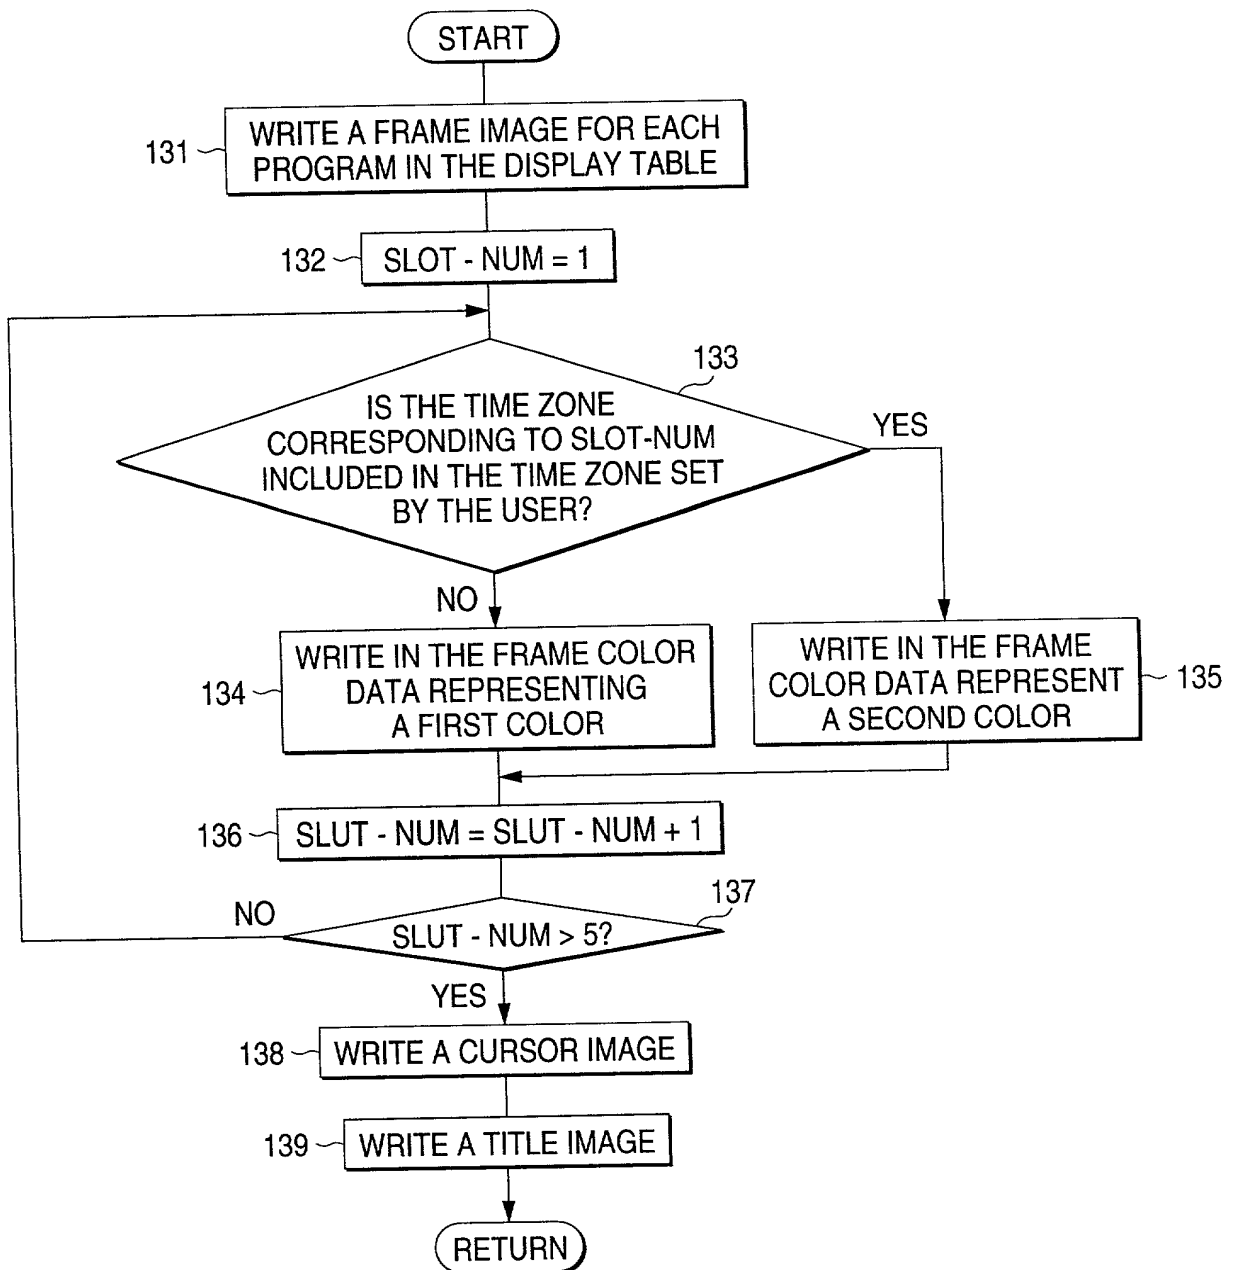 START
131
WRITE A FRAME IMAGE FOR EACH
PROGRAM IN THE DISPLAY TABLE
132
SLOT - NUM = 1
133
IS THE TIME ZONE
CORRESPONDING TO SLOT-NUM
INCLUDED IN THE TIME ZONE SET
BY THE USER?
YES
NO
134
WRITE IN THE FRAME COLOR
DATA REPRESENTING
A FIRST COLOR
WRITE IN THE FRAME
COLOR DATA REPRESENT
A SECOND COLOR
135
136
SLUT - NUM = SLUT - NUM + 1
137
NO
SLUT - NUM > 5?
YES
138
WRITE A CURSOR IMAGE
139
WRITE A TITLE IMAGE
RETURN